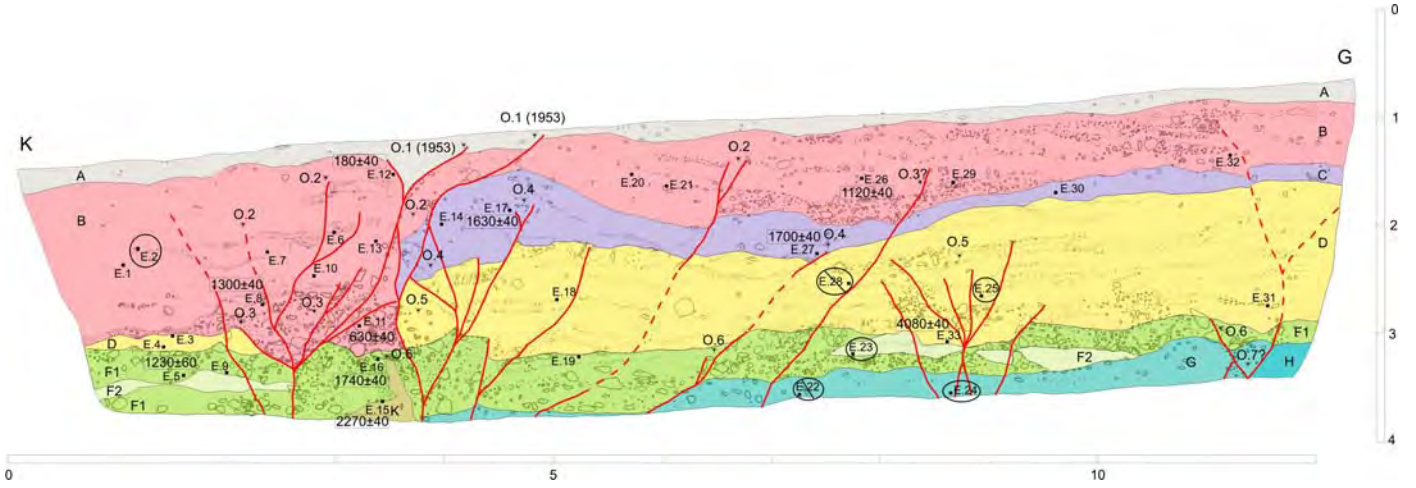 0
G
A
O.1 (1953)
1
B
K
O.1 (1953)
O.2
E.32
180±40
E.12
O.3?
A
O.2
E.20
E.21
E.26
E.29
C
1120±40
E.30
O.4
E.17
O.2
E.14
1630±40
B
O.2
2
E.6
1700±40
O.4
E.13
E.27
D
E.2
E.7
O.4
O.5
E.1
E.10
E.28
1300±40
E.25
E.8
O.3
O.5
E.18
E.31
O.3
E.11
4080±40
630±40
E.33
O.6
F1
3
D
E.3
E.4
O.6
O.6
E.23
F1
1230±60
E.9
E.16
E.19
F2
G
O.7?
H
E.5
1740±40
F2
E.22
E.24
F1
E.15
K
2270±40
4
0
5
10